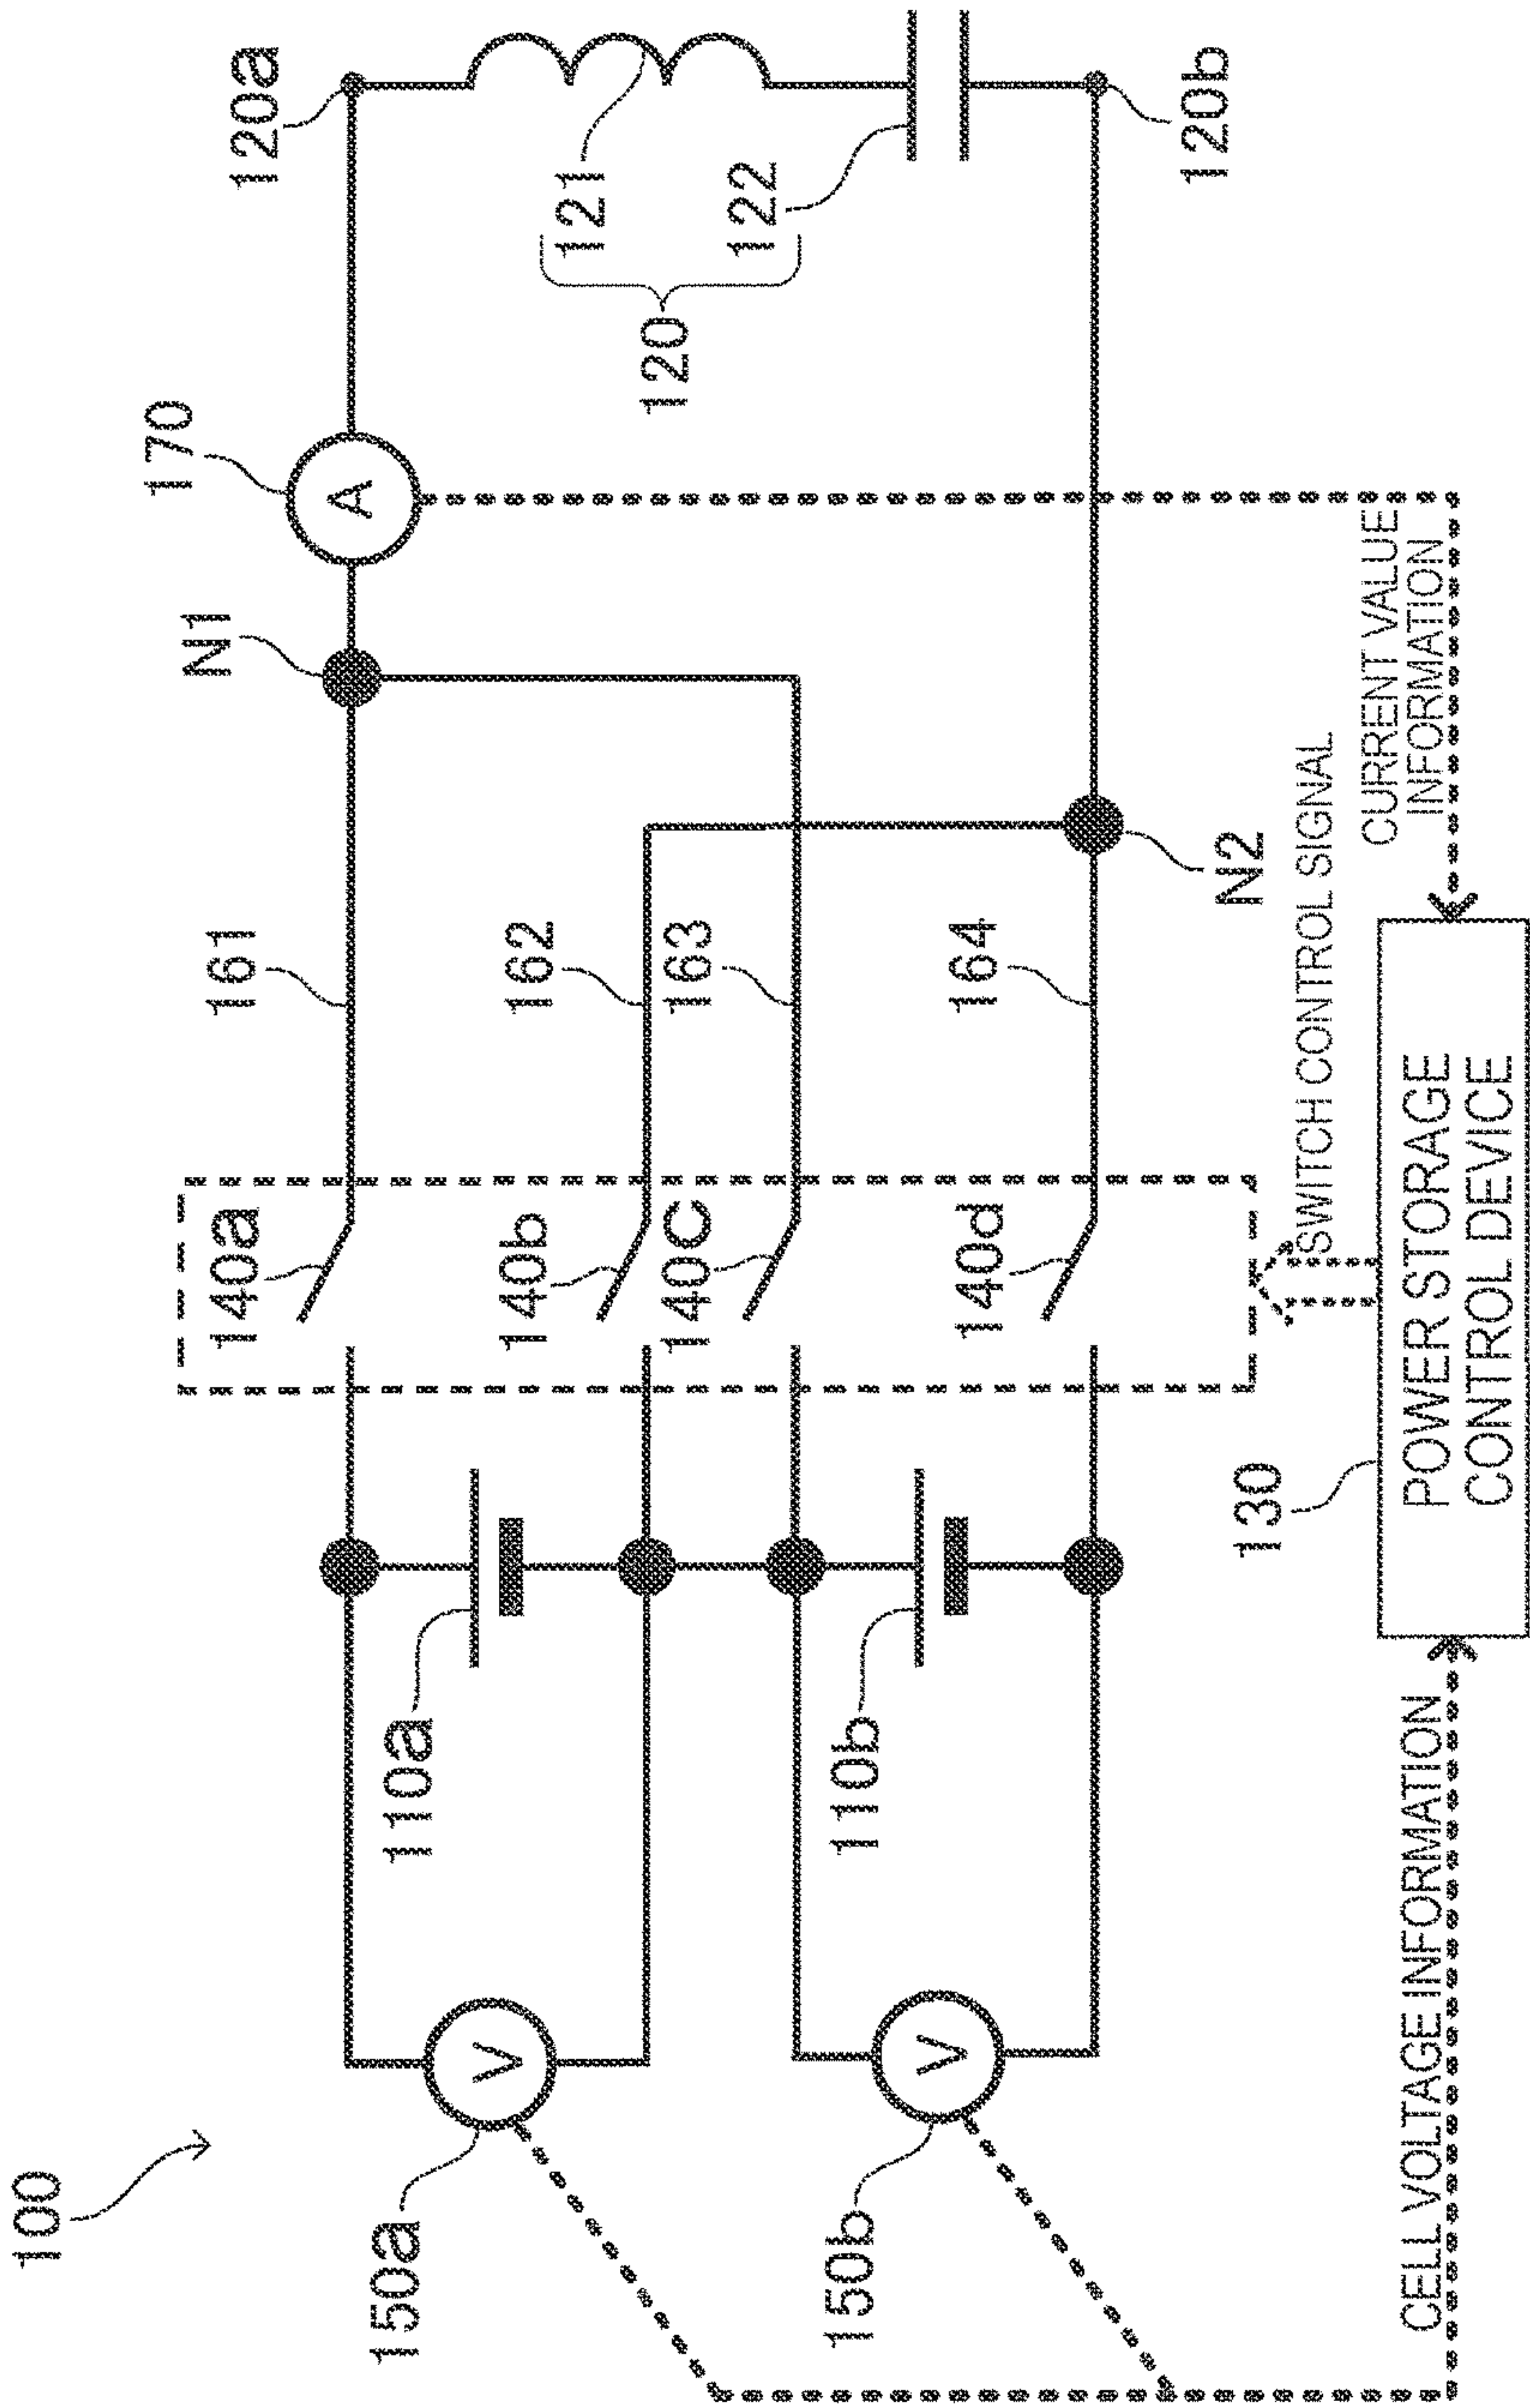 100
150a
V
150b
V
110a
110b
140a
140b
140c
140d
161
162
163
164
N1
N2
170
A
120a
121
122
120
120b
130
POWER STORAGE
CONTROL DEVICE
SWITCH CONTROL SIGNAL
CURRENT VALUE
INFORMATION
CELL VOLTAGE INFORMATION